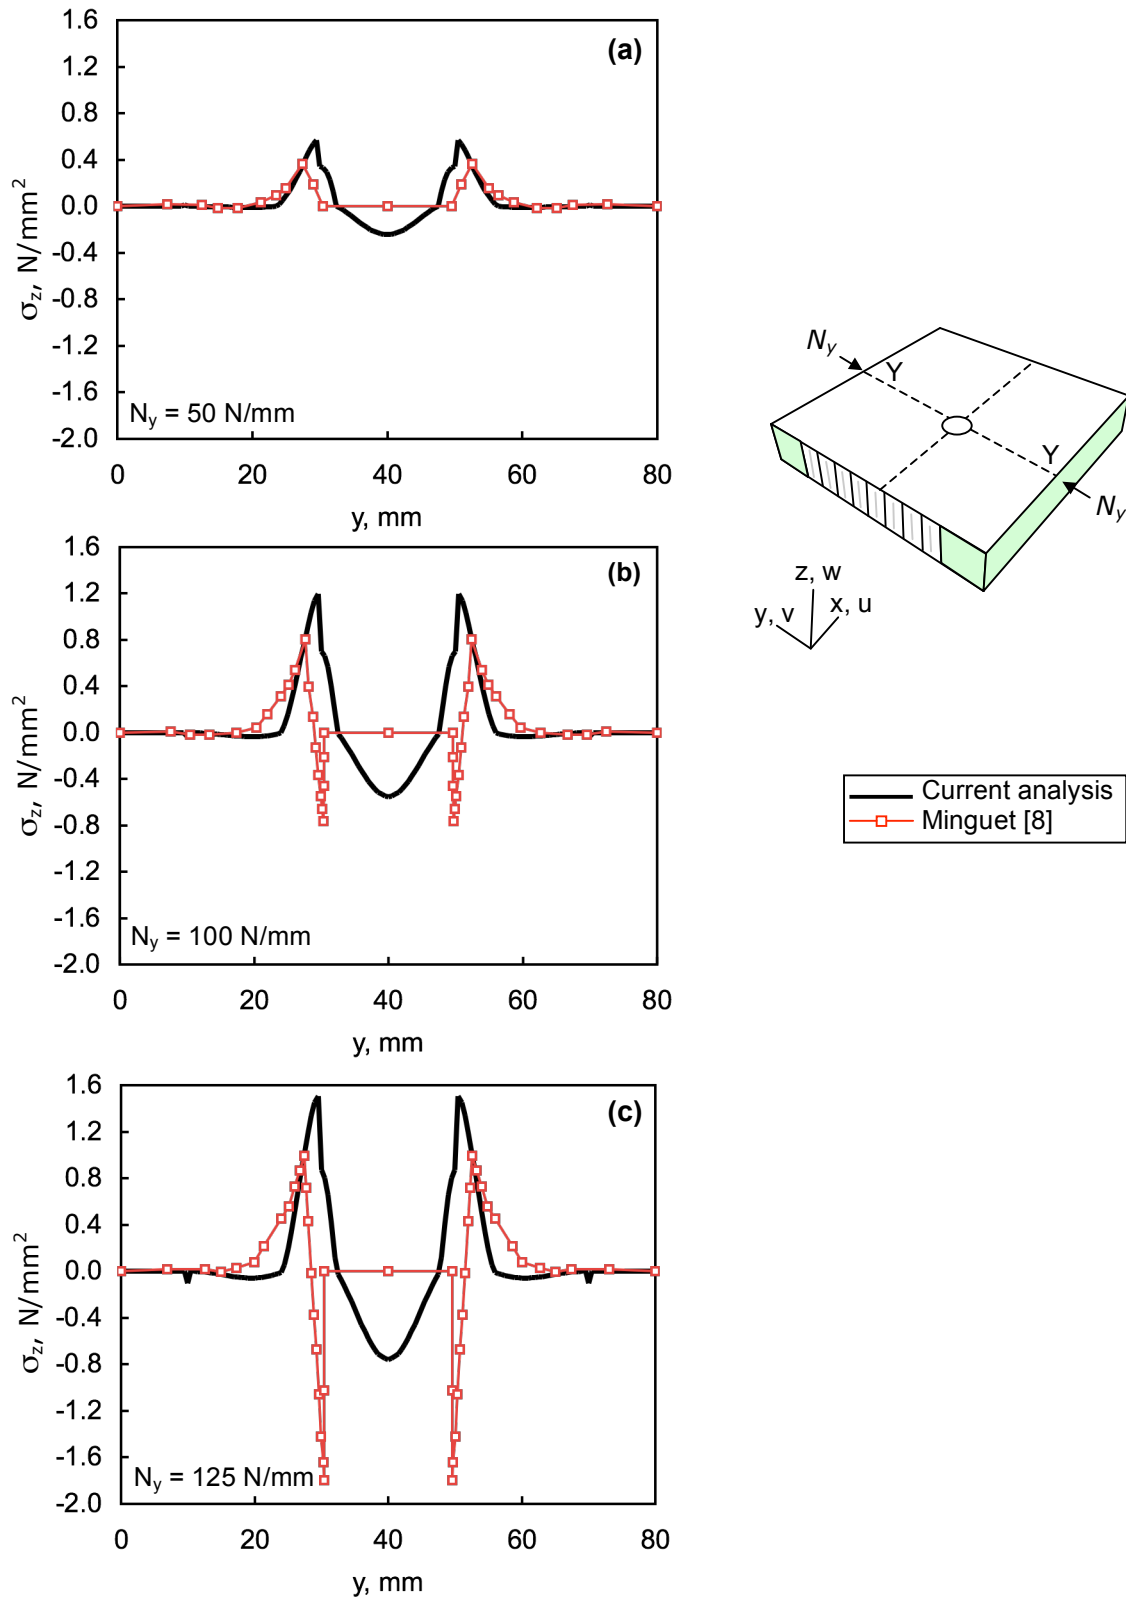 1.6
(a)
1.2
0.8
0.4
0.0
-0.4
-0.8
-1.2
-1.6
-2.0
σz, N/mm2
Ny = 50 N/mm
0 20 40 60 80
y, mm
1.6
(b)
1.2
0.8
0.4
0.0
-0.4
-0.8
-1.2
-1.6
-2.0
σz, N/mm2
Ny = 100 N/mm
0 20 40 60 80
y, mm
1.6
(c)
1.2
0.8
0.4
0.0
-0.4
-0.8
-1.2
-1.6
-2.0
σz, N/mm2
Ny = 125 N/mm
0 20 40 60 80
y, mm
Ny
Y
Y
Ny
z, w
x, u
y, v
Current analysis
Minguet [8]